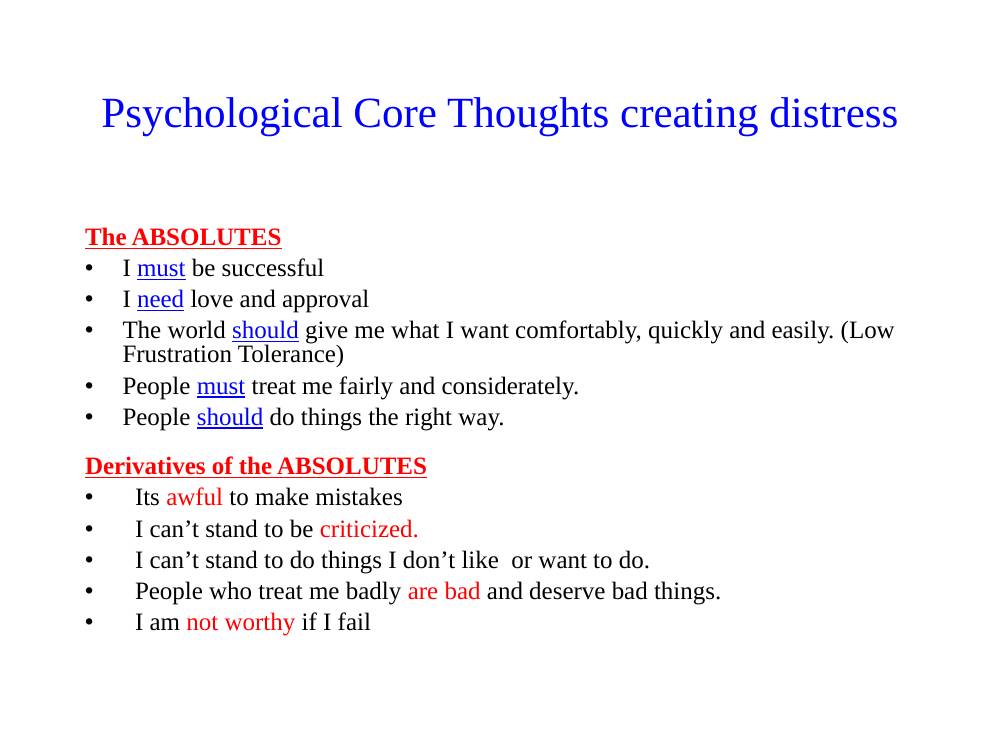 Psychological Core Thoughts creating distress
The ABSOLUTES
• I must be successful
• I need love and approval
• The world should give me what I want comfortably, quickly and easily. (Low
Frustration Tolerance)
• People must treat me fairly and considerately.
• People should do things the right way.
Derivatives of the ABSOLUTES
• Its awful to make mistakes
• I can’t stand to be criticized.
• I can’t stand to do things I don’t like  or want to do.
• People who treat me badly are bad and deserve bad things.
• I am not worthy if I fail